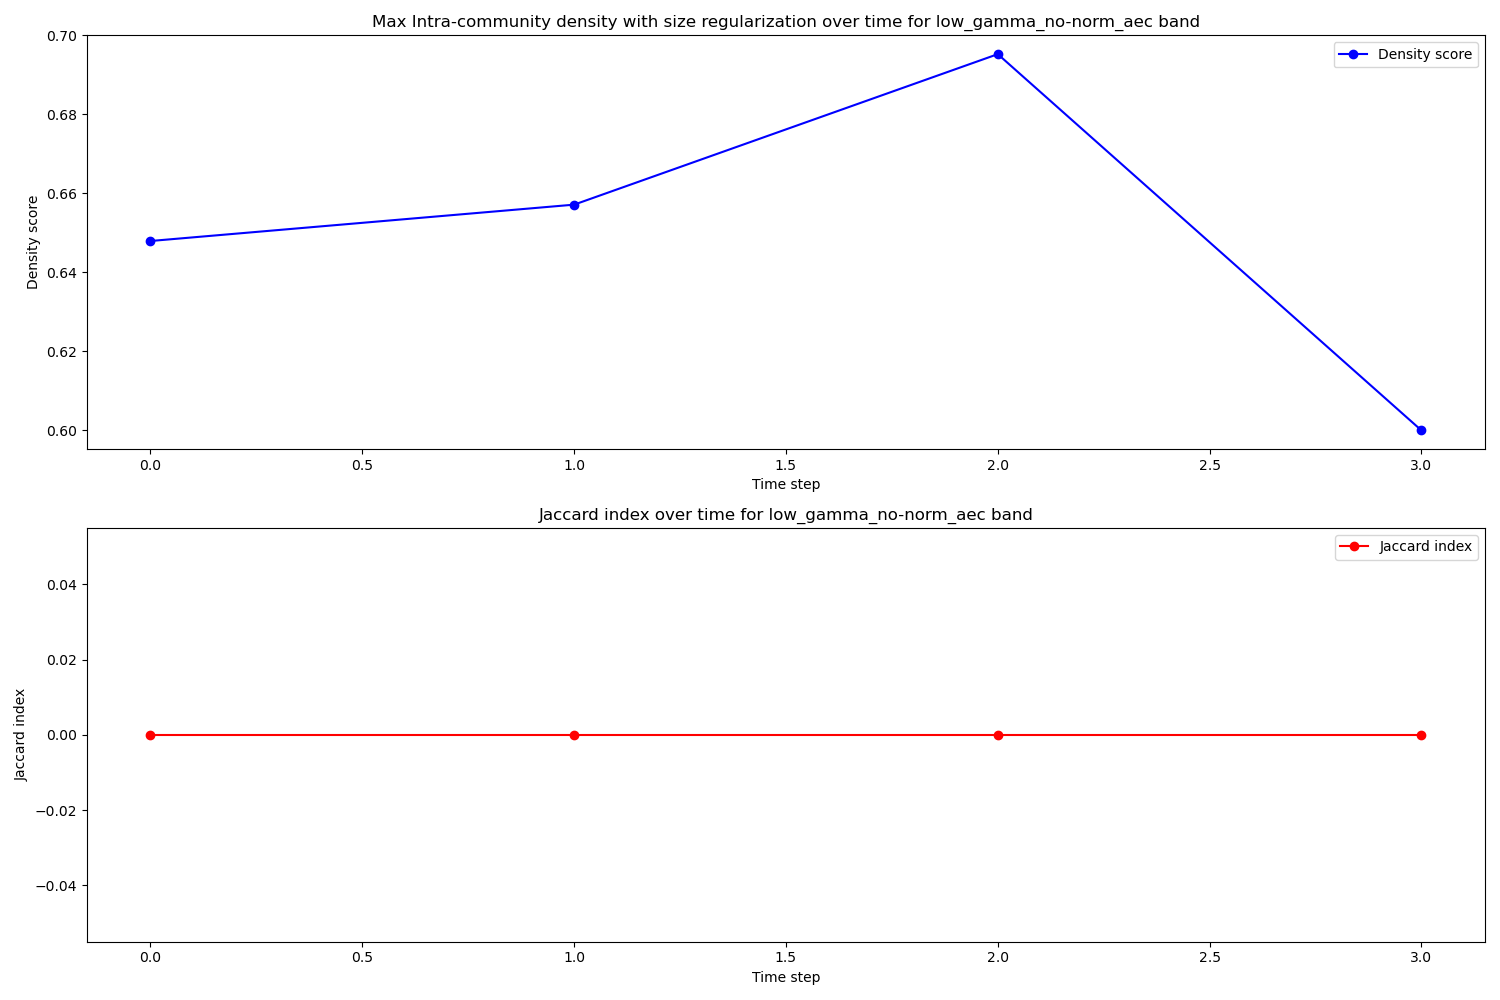 Max Intra-community density with size regularization over time for low_gamma_no-norm_aec band
0.70
0.68
0.66
0.64
0.62
0.60
Density score
Density score
0.0 0.5 1.0 1.5 2.0 2.5 3.0
Time step
Jaccard index over time for low_gamma_no-norm_aec band
0.04
0.02
0.00
−0.02
−0.04
Jaccard index
Jaccard index
0.0 0.5 1.0 1.5 2.0 2.5 3.0
Time step